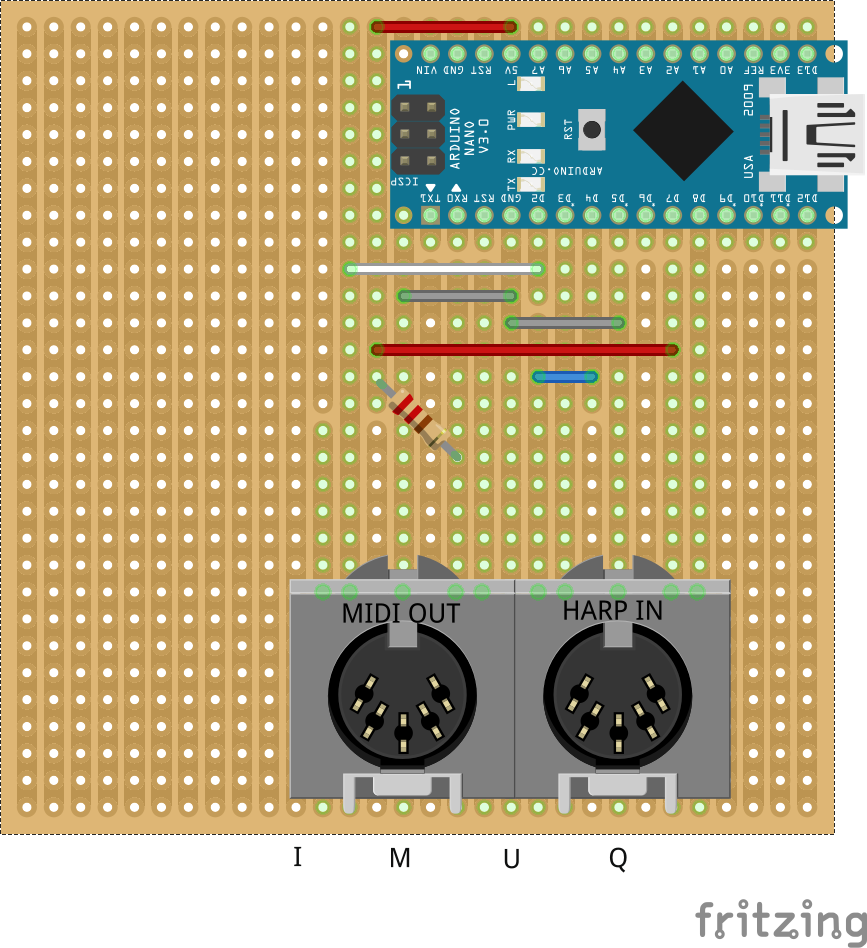 VIN GND RST 5V A7 A6 A5 A4 A3 A2 A1 A0 REF 3V3 D13
L
PWR
RX
TX
RST
ARDUINO
NANO
V3.0
ARDUINO.CC
ICSP
1
USA
TX1 RX0 RST GND D2 D3 D4 D5 D6 D7 D8 D9 D10 D11 D12
MIDI OUT
HARP IN
I M U Q
fritzing